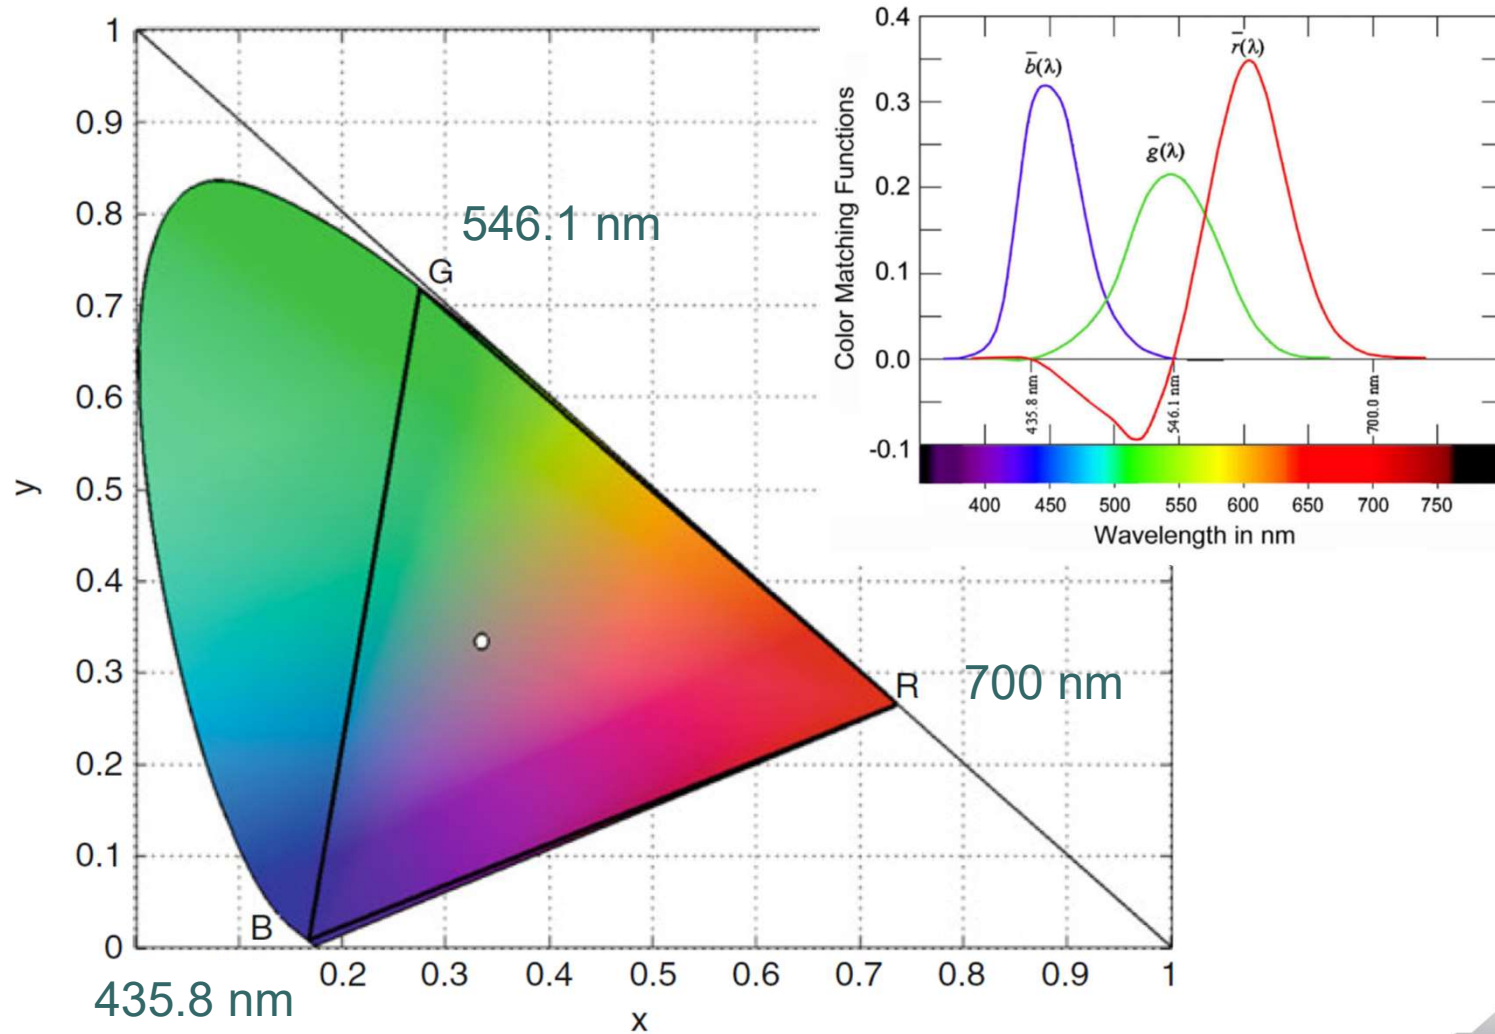 1
0.9
0.8
0.7
0.6
0.5
0.4
0.3
0.2
0.1
0
y
0.2 0.3 0.4 0.5 0.6 0.7 0.8 0.9 1
x
546.1 nm
G
R
700 nm
B
435.8 nm
0.4
0.3
0.2
0.1
0.0
-0.1
Color Matching Functions
b̄(λ)
ḡ(λ)
r̄(λ)
435.8 nm
546.1 nm
700.0 nm
400 450 500 550 600 650 700 750
Wavelength in nm